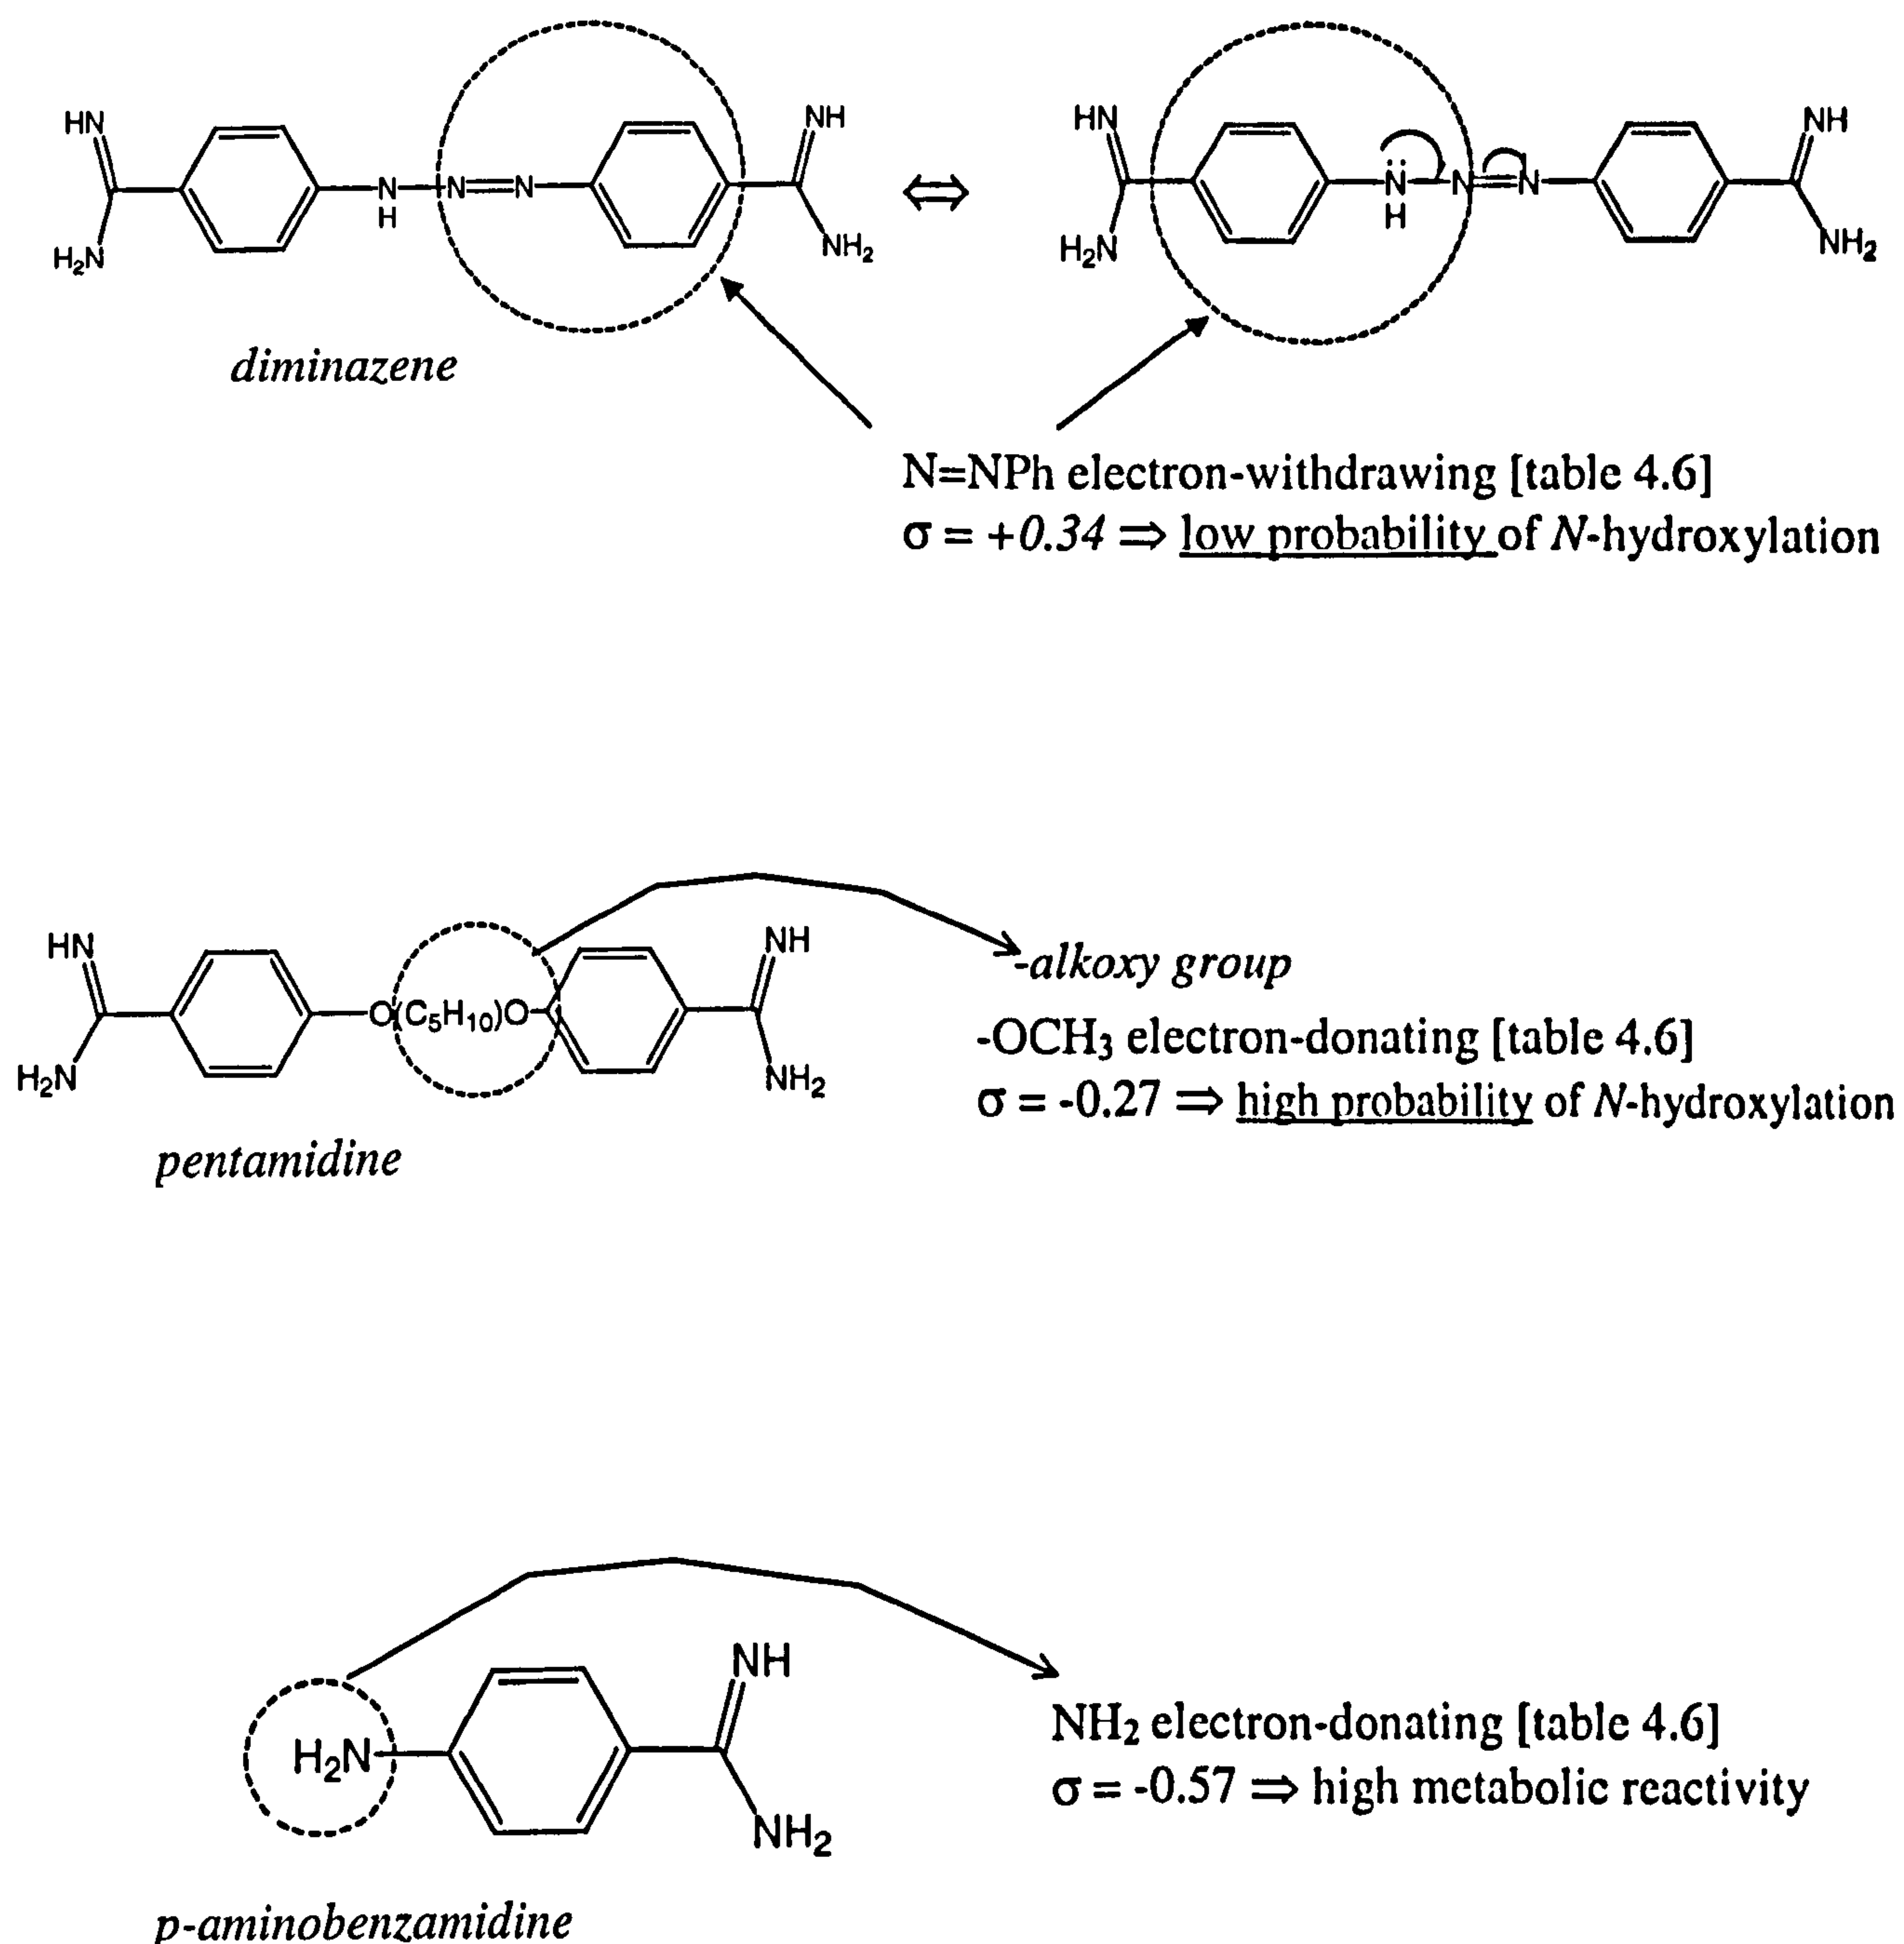 HN
NH
N
H
N
N
H₂N
NH₂
HN
NH
N
H
N
N
H₂N
NH₂
diminazene
N=NPh electron-withdrawing [table 4.6]
σ = +0.34 ⇒ low probability of N-hydroxylation
HN
NH
O(C₅H₁₀)O
H₂N
NH₂
-alkoxy group
-OCH₃ electron-donating [table 4.6]
σ = -0.27 ⇒ high probability of N-hydroxylation
pentamidine
NH
H₂N
NH₂
NH₂ electron-donating [table 4.6]
σ = -0.57 ⇒ high metabolic reactivity
p-aminobenzamidine